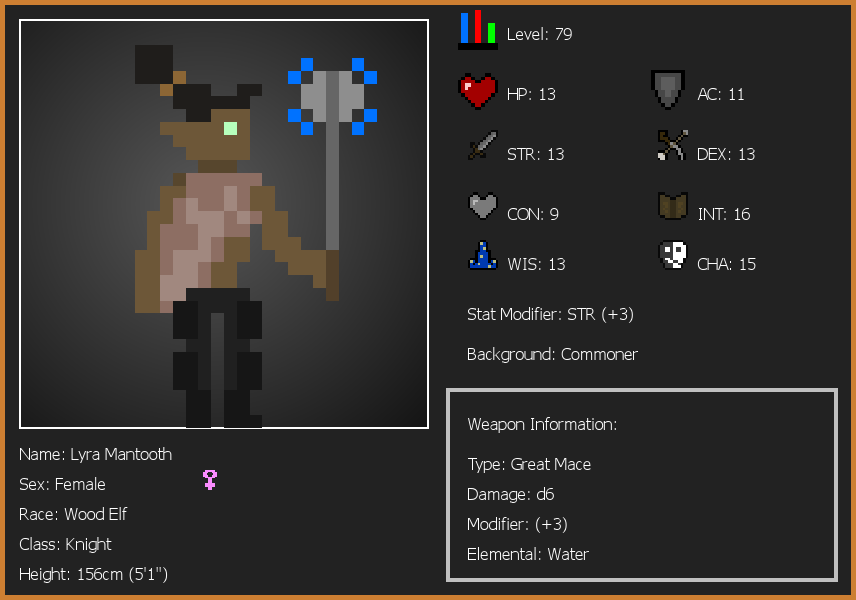 Level: 79
HP: 13
AC: 11
STR: 13
DEX: 13
CON: 9
INT: 16
WIS: 13
CHA: 15
Stat Modifier: STR (+3)
Background: Commoner
Weapon Information:
Type: Great Mace
Damage: d6
Modifier: (+3)
Elemental: Water
Name: Lyra Mantooth
Sex: Female
Race: Wood Elf
Class: Knight
Height: 156cm (5'1")